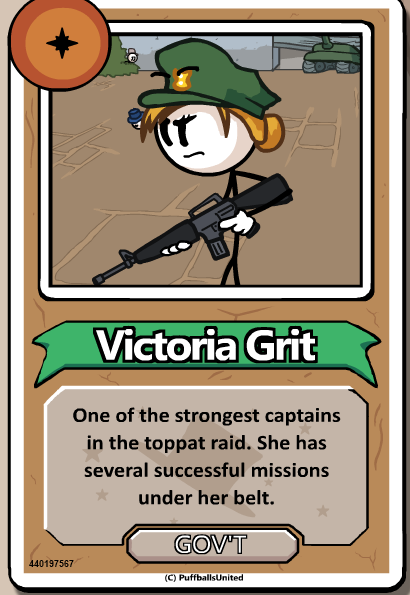 Victoria Grit
One of the strongest captains
in the toppat raid. She has
several successful missions
under her belt.
GOV'T
440197567
(C) PuffballsUnited